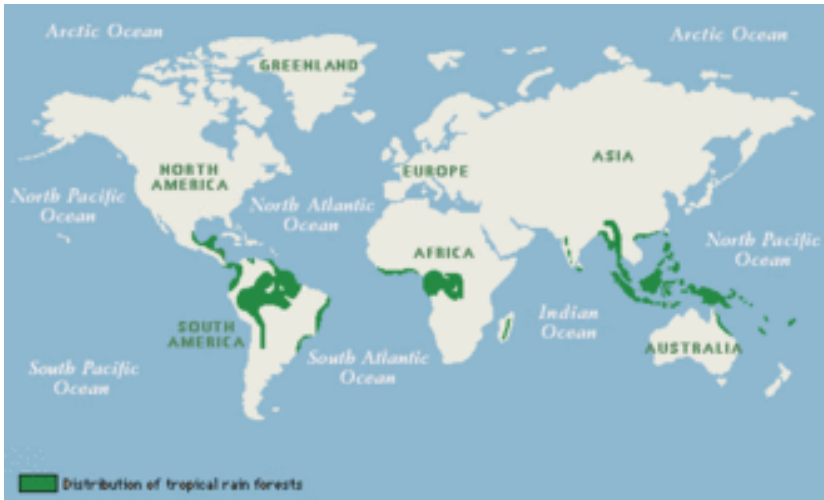 Arctic Ocean
Arctic Ocean
GREENLAND
NORTH
AMERICA
EUROPE
ASIA
North Pacific
Ocean
North Atlantic
Ocean
AFRICA
North Pacific
Ocean
Indian
Ocean
SOUTH
AMERICA
South Atlantic
Ocean
AUSTRALIA
South Pacific
Ocean
Distribution of tropical rain forests